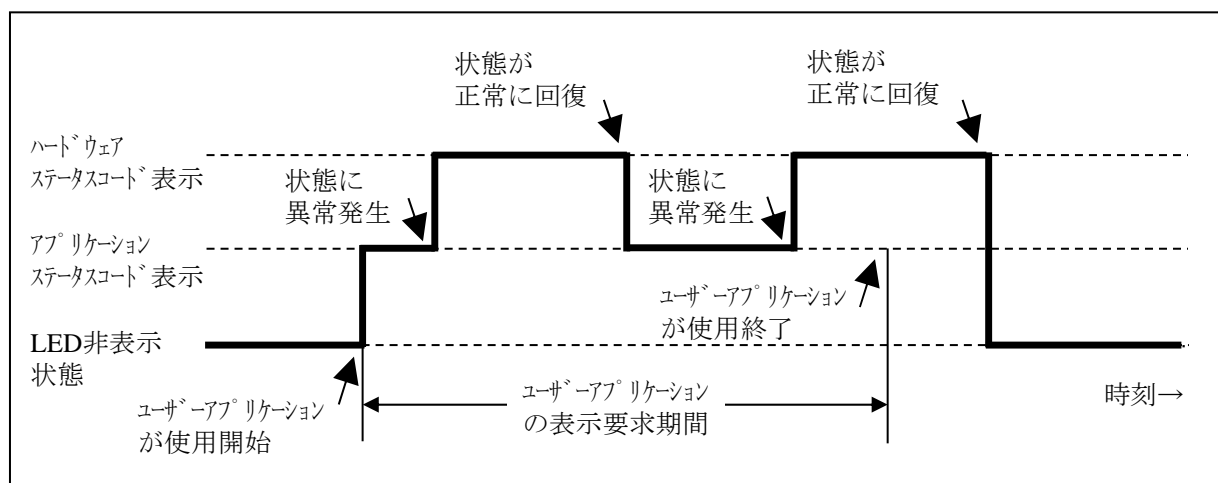 状態が
正常に回復
状態が
正常に回復
ﾊｰﾄﾞｳｪｱ
ｽﾃｰﾀｽｺｰﾄﾞ表示
状態に
異常発生
状態に
異常発生
ｱﾌﾟﾘｹｰｼｮﾝ
ｽﾃｰﾀｽｺｰﾄﾞ表示
ﾕｰｻﾞｰｱﾌﾟﾘｹｰｼｮﾝ
が使用終了
LED非表示
状態
ﾕｰｻﾞｰｱﾌﾟﾘｹｰｼｮﾝ
が使用開始
ﾕｰｻﾞｰｱﾌﾟﾘｹｰｼｮﾝ
の表示要求期間
時刻→